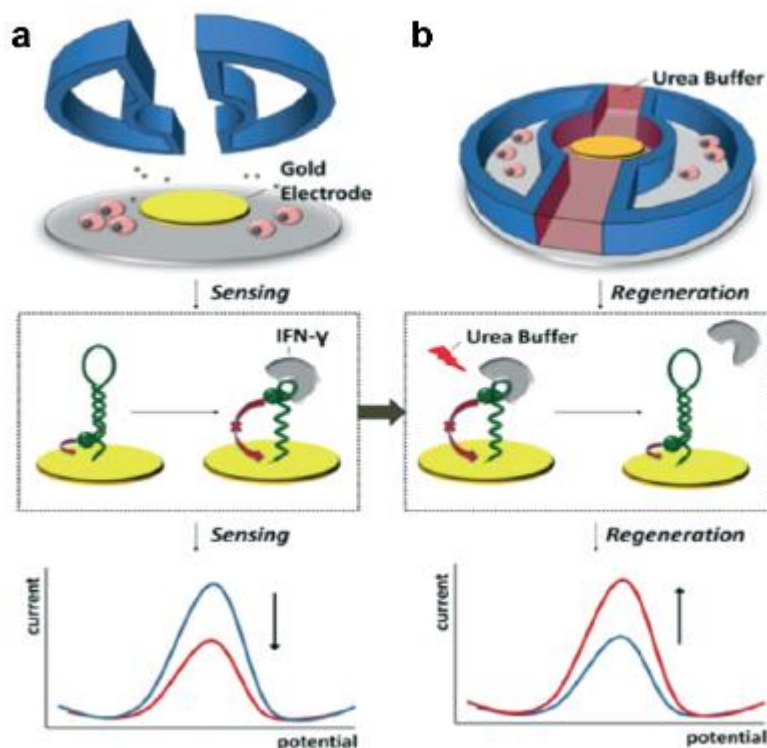 a
b
Urea Buffer
Gold
Electrode
Sensing
Regeneration
IFN-γ
Urea Buffer
Sensing
Regeneration
current
potential
current
potential